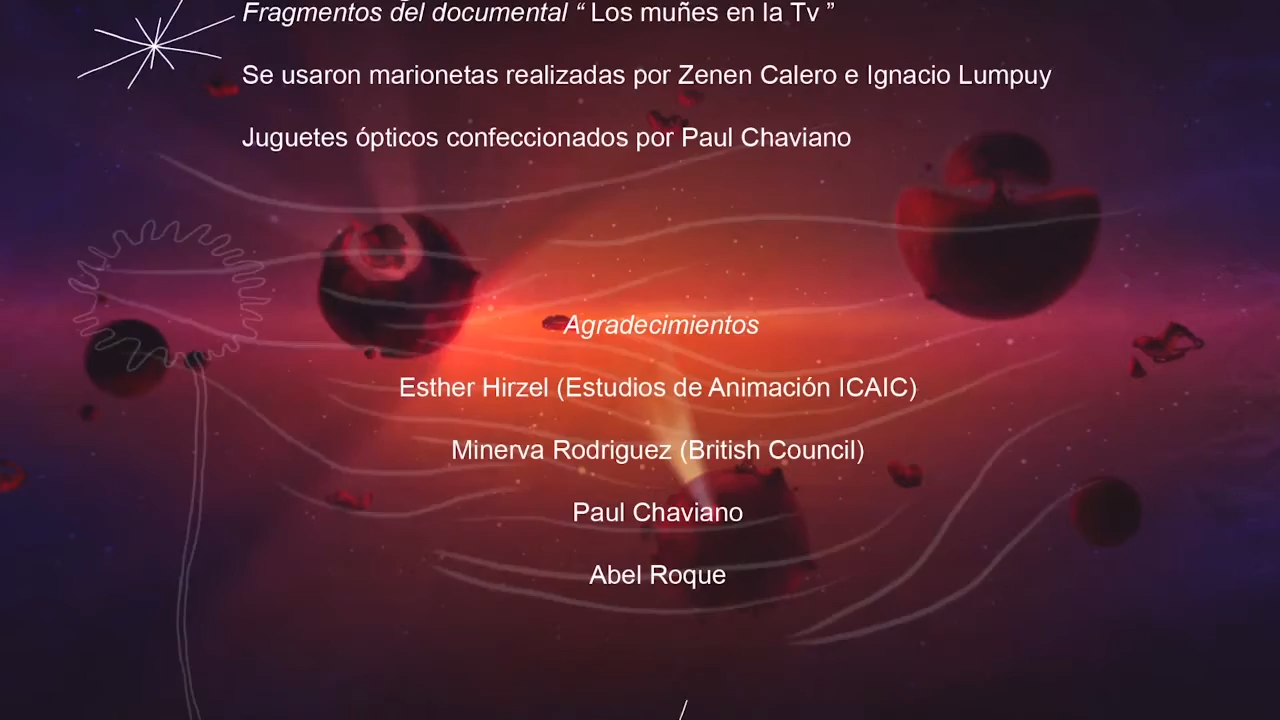 Fragmentos del documental “ Los muñes en la Tv ”
Se usaron marionetas realizadas por Zenen Calero e Ignacio Lumpuy
Juguetes ópticos confeccionados por Paul Chaviano
Agradecimientos
Esther Hirzel (Estudios de Animación ICAIC)
Minerva Rodriguez (British Council)
Paul Chaviano
Abel Roque